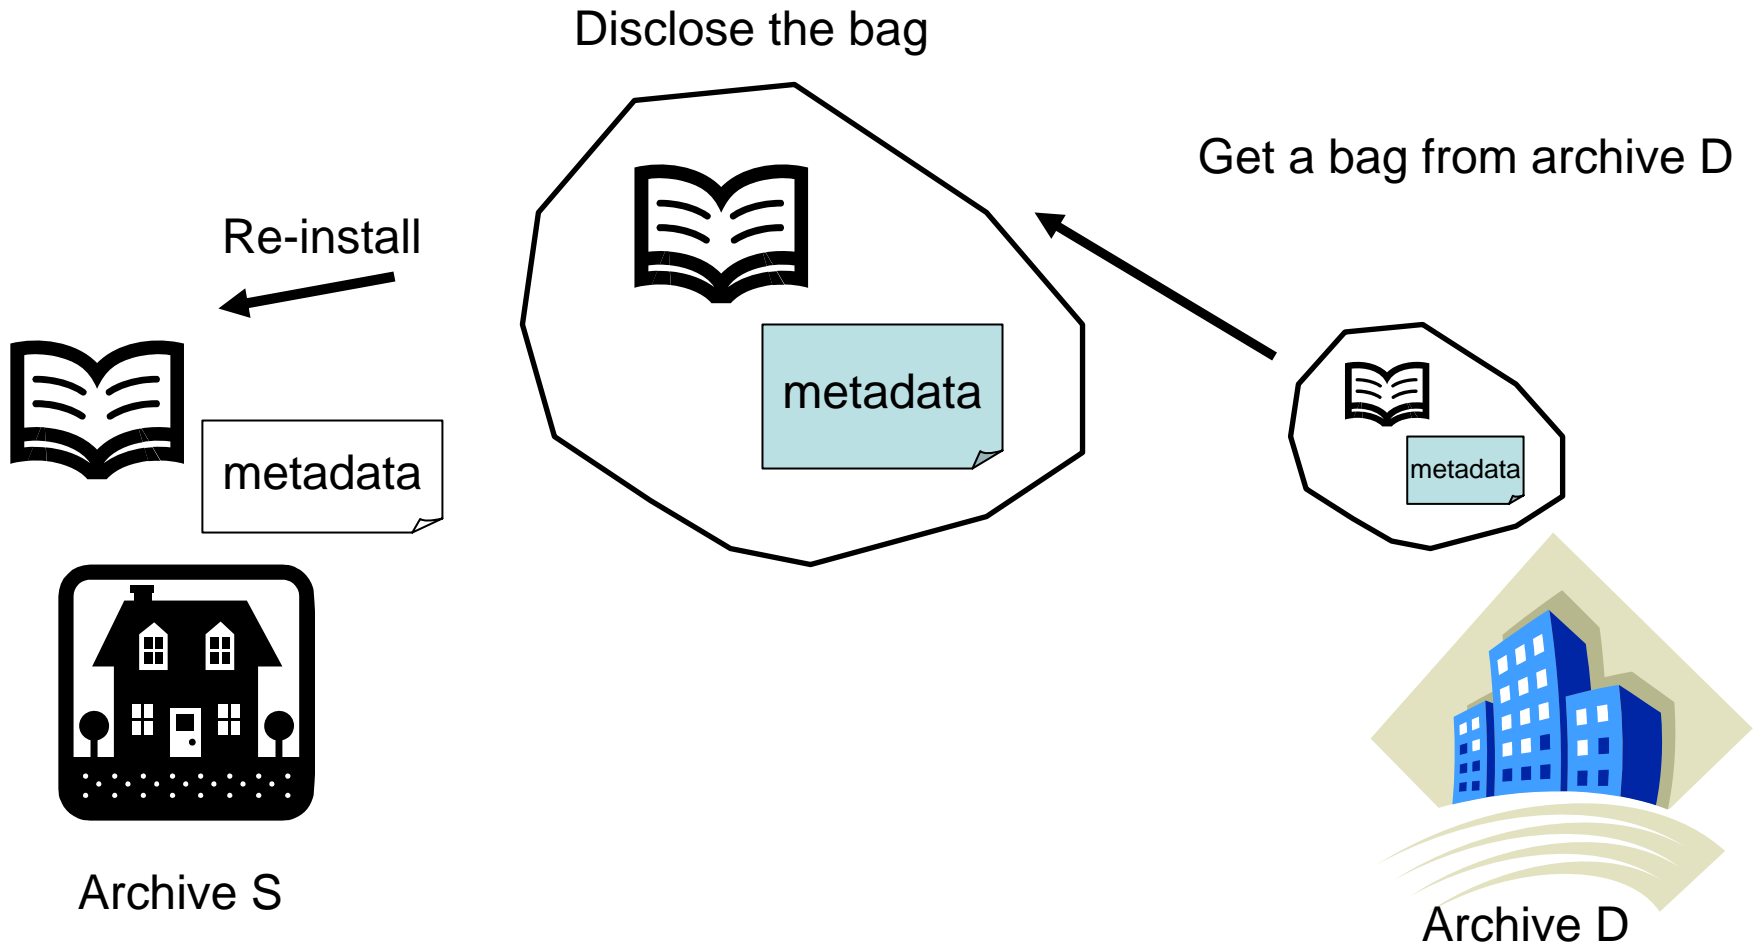 Disclose the bag
Get a bag from archive D
Re-install
metadata
metadata
metadata
Archive S
Archive D